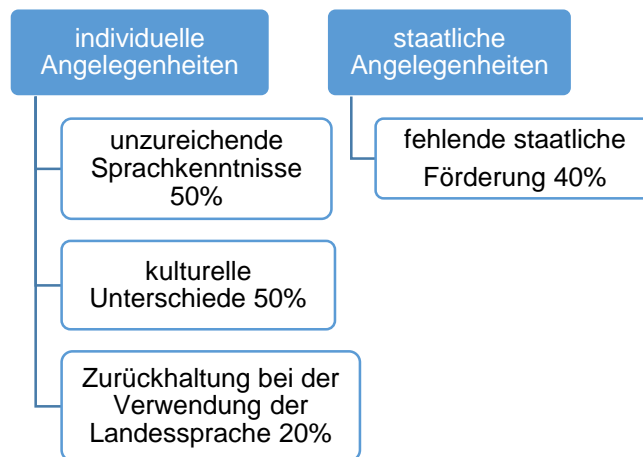 individuelle
Angelegenheiten
unzureichende
Sprachkenntnisse
50%
kulturelle
Unterschiede 50%
Zurückhaltung bei der
Verwendung der
Landessprache 20%
staatliche
Angelegenheiten
fehlende staatliche
Förderung 40%